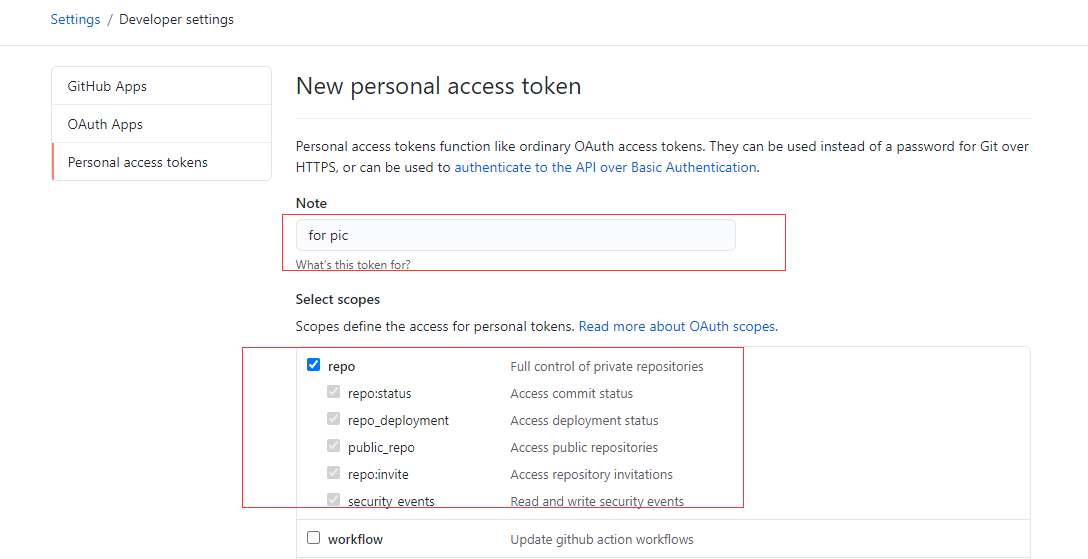 Settings / Developer settings
GitHub Apps
OAuth Apps
Personal access tokens
New personal access token
Personal access tokens function like ordinary OAuth access tokens. They can be used instead of a password for Git over
HTTPS, or can be used to authenticate to the API over Basic Authentication.
Note
for pic
What's this token for?
Select scopes
Scopes define the access for personal tokens. Read more about OAuth scopes.
repo Full control of private repositories
repo:status Access commit status
repo_deployment Access deployment status
public_repo Access public repositories
repo:invite Access repository invitations
security_events Read and write security events
workflow Update github action workflows